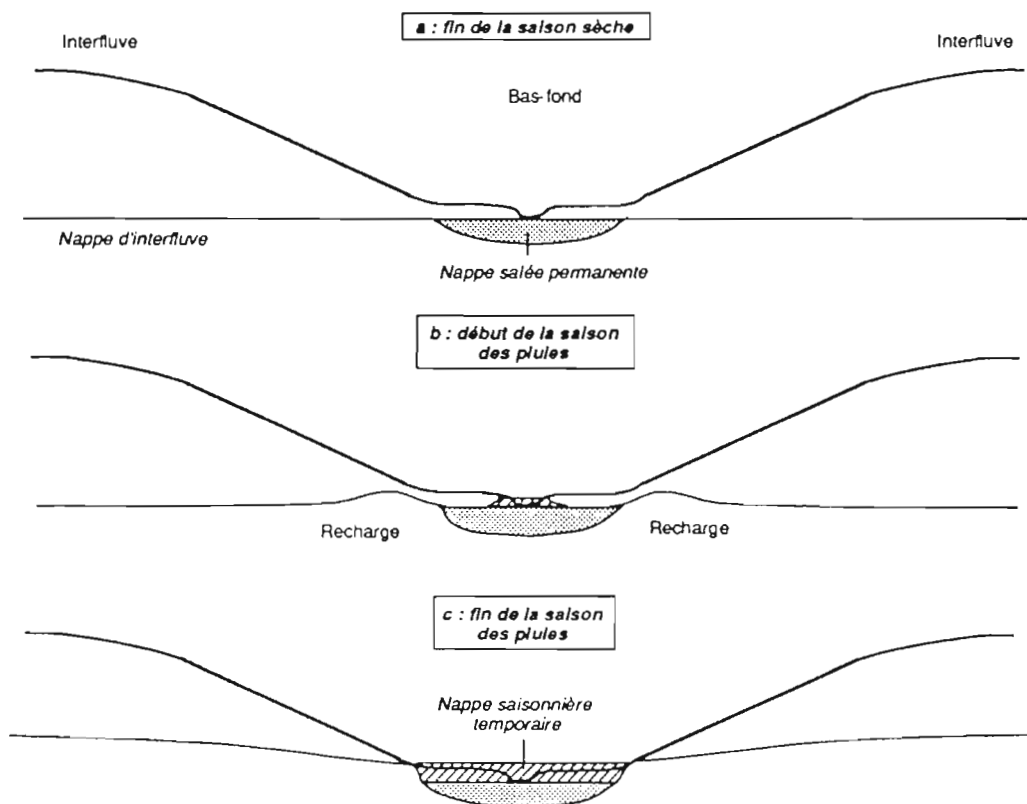 a : fin de la saison sèche
Interfluve
Interfluve
Bas-fond
Nappe d'interfluve
Nappe salée permanente
b : début de la saison
des pluies
Recharge
Recharge
c : fin de la saison
des pluies
Nappe saisonnière
temporaire